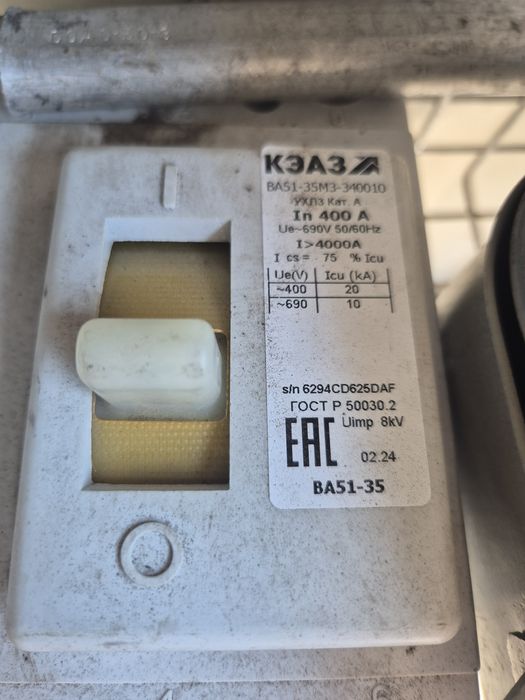 I
КЭАЗ
ВА51-35М3-340010
УХЛ3 Кат. А
In 400 A
Ue~690V 50/60Hz
I>4000A
I cs = 75 % Icu
Ue(V) Icu (kA)
~400 20
~690 10
s/n 6294CD625DAF
ГОСТ Р 50030.2
EAC Uimp 8kV
02.24
ВА51-35
O